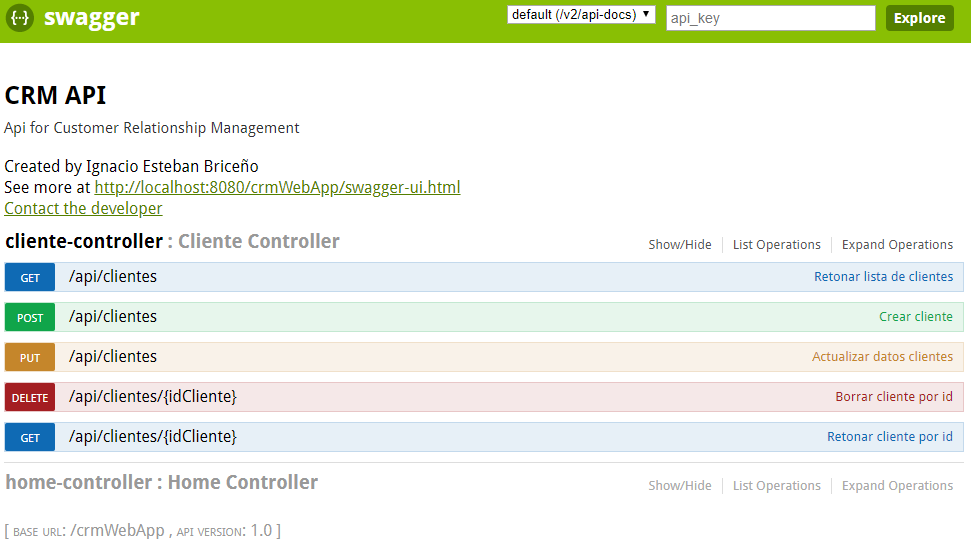 {··} swagger default (/v2/api-docs) ▼ api_key Explore
CRM API
Api for Customer Relationship Management
Created by Ignacio Esteban Briceño
See more at http://localhost:8080/crmWebApp/swagger-ui.html
Contact the developer
cliente-controller : Cliente Controller Show/Hide List Operations Expand Operations
GET /api/clientes Retonar lista de clientes
POST /api/clientes Crear cliente
PUT /api/clientes Actualizar datos clientes
DELETE /api/clientes/{idCliente} Borrar cliente por id
GET /api/clientes/{idCliente} Retonar cliente por id
home-controller : Home Controller Show/Hide List Operations Expand Operations
[ BASE URL: /crmWebApp , API VERSION: 1.0 ]